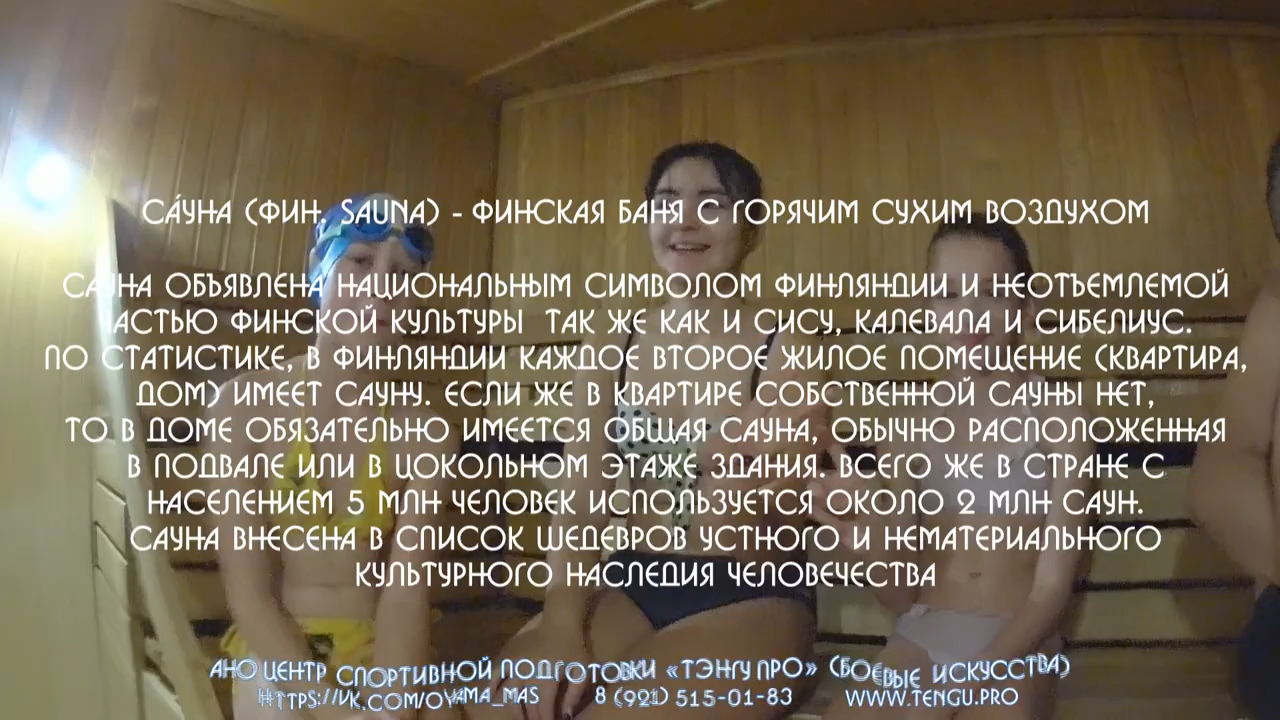 СА́УНА (ФИН. SAUNA) - ФИНСКАЯ БАНЯ С ГОРЯЧИМ СУХИМ ВОЗДУХОМ
САУНА ОБЪЯВЛЕНА НАЦИОНАЛЬНЫМ СИМВОЛОМ ФИНЛЯНДИИ И НЕОТЪЕМЛЕМОЙ
ЧАСТЬЮ ФИНСКОЙ КУЛЬТУРЫ ТАК ЖЕ КАК И СИСУ, КАЛЕВАЛА И СИБЕЛИУС.
ПО СТАТИСТИКЕ, В ФИНЛЯНДИИ КАЖДОЕ ВТОРОЕ ЖИЛОЕ ПОМЕЩЕНИЕ (КВАРТИРА,
ДОМ) ИМЕЕТ САУНУ. ЕСЛИ ЖЕ В КВАРТИРЕ СОБСТВЕННОЙ САУНЫ НЕТ,
ТО В ДОМЕ ОБЯЗАТЕЛЬНО ИМЕЕТСЯ ОБЩАЯ САУНА, ОБЫЧНО РАСПОЛОЖЕННАЯ
В ПОДВАЛЕ ИЛИ В ЦОКОЛЬНОМ ЭТАЖЕ ЗДАНИЯ. ВСЕГО ЖЕ В СТРАНЕ С
НАСЕЛЕНИЕМ 5 МЛН ЧЕЛОВЕК ИСПОЛЬЗУЕТСЯ ОКОЛО 2 МЛН САУН.
САУНА ВНЕСЕНА В СПИСОК ШЕДЕВРОВ УСТНОГО И НЕМАТЕРИАЛЬНОГО
КУЛЬТУРНОГО НАСЛЕДИЯ ЧЕЛОВЕЧЕСТВА
АНО ЦЕНТР СПОРТИВНОЙ ПОДГОТОВКИ «ТЭНГУ ПРО» (БОЕВЫЕ ИСКУССТВА)
HTTPS://VK.COM/OYAMA_MAS 8 (921) 515-01-83 WWW.TENGU.PRO